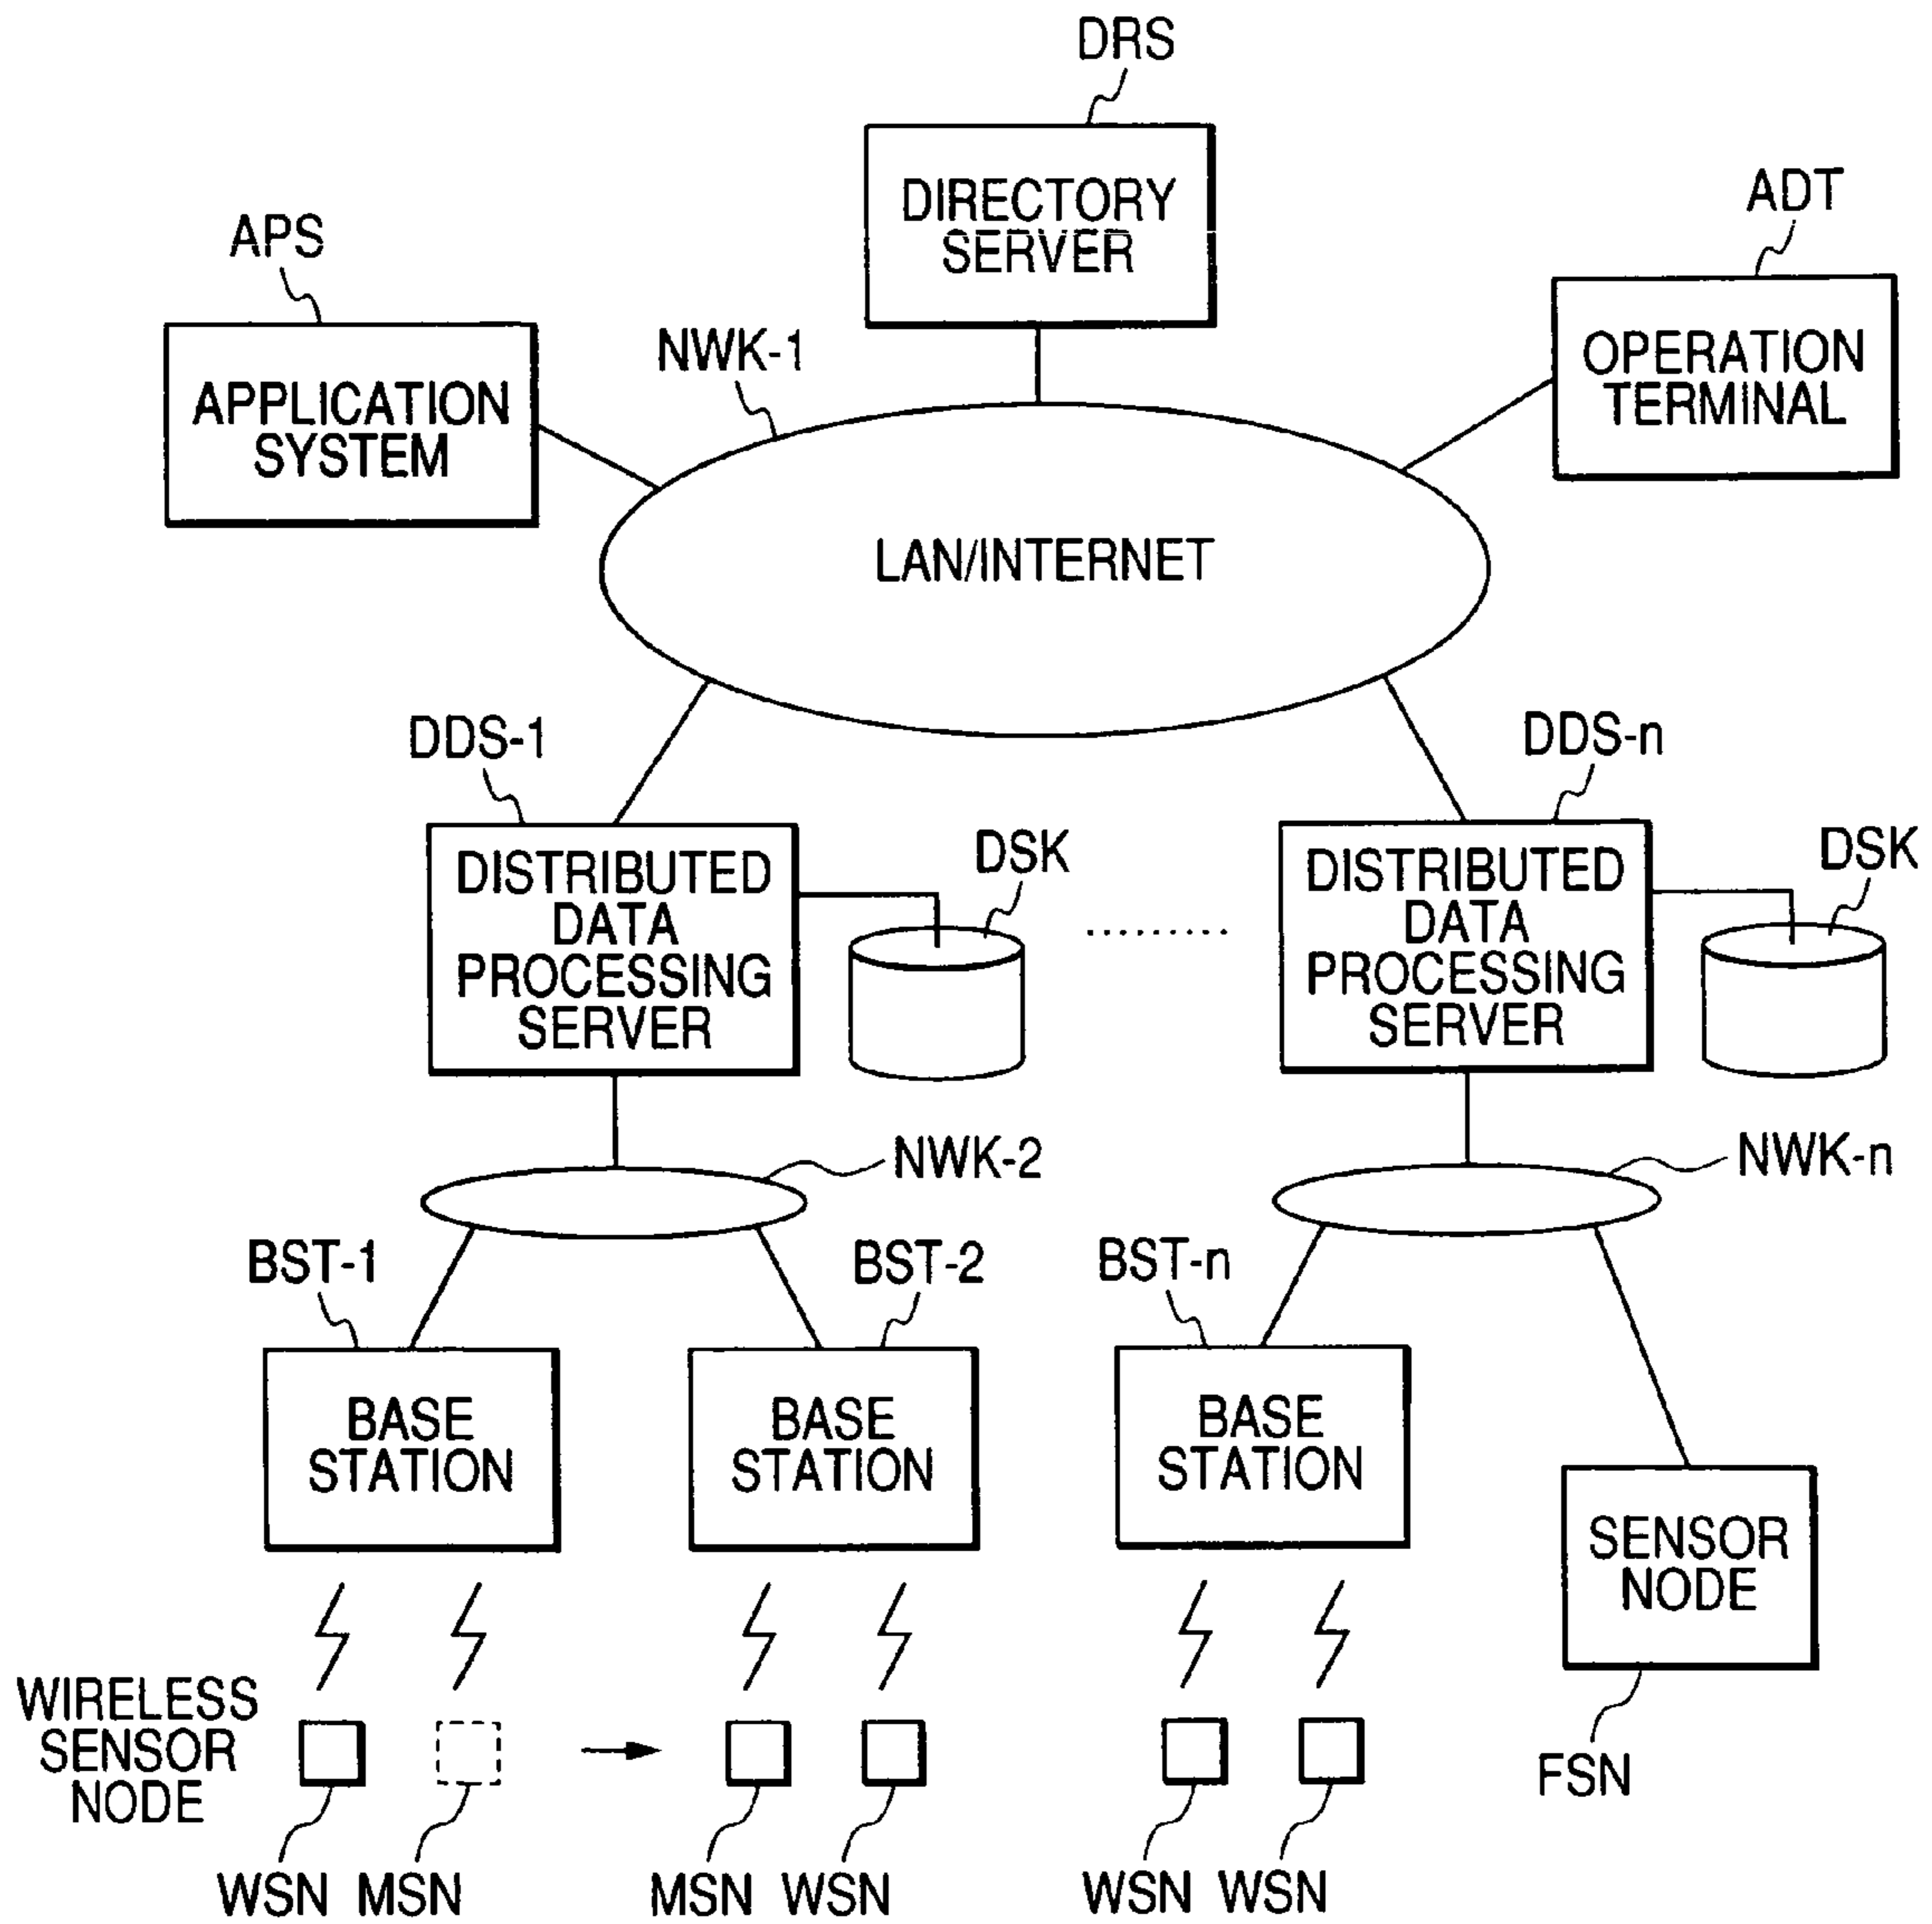 DRS
DIRECTORY
SERVER
ADT
OPERATION
TERMINAL
APS
APPLICATION
SYSTEM
NWK-1
LAN/INTERNET
DDS-1
DISTRIBUTED
DATA
PROCESSING
SERVER
DSK
DDS-n
DISTRIBUTED
DATA
PROCESSING
SERVER
DSK
NWK-2
NWK-n
BST-1
BASE
STATION
BST-2
BASE
STATION
BST-n
BASE
STATION
SENSOR
NODE
FSN
WIRELESS
SENSOR
NODE
WSN
MSN
MSN
WSN
WSN
WSN